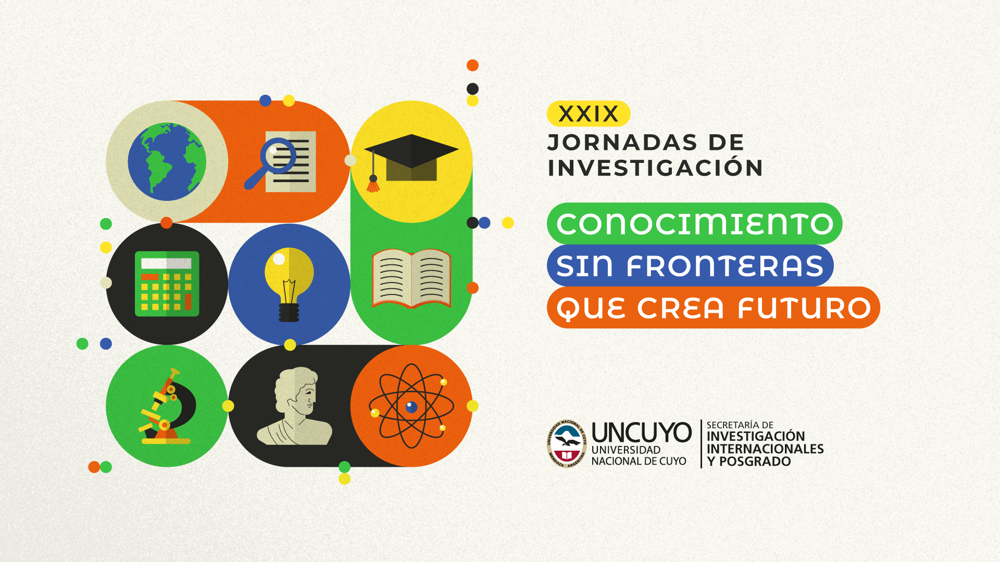 XXIX
JORNADAS DE
INVESTIGACIÓN
CONOCIMIENTO
SIN FRONTERAS
QUE CREA FUTURO
UNIVERSIDAD NACIONAL DE CUYO
MENDOZA ARGENTINA
UNCUYO
UNIVERSIDAD
NACIONAL DE CUYO
SECRETARÍA DE
INVESTIGACIÓN
INTERNACIONALES
Y POSGRADO